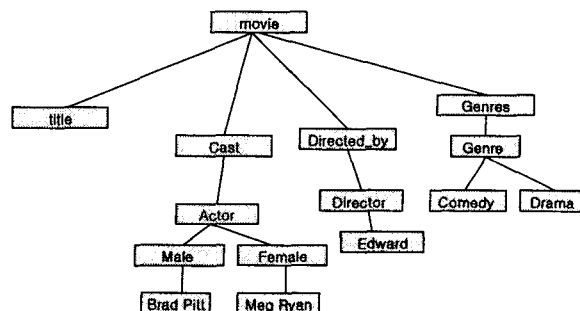 movie
title
Cast
Directed_by
Genres
Genre
Actor
Director
Comedy
Drama
Male
Female
Edward
Brad Pitt
Meg Ryan